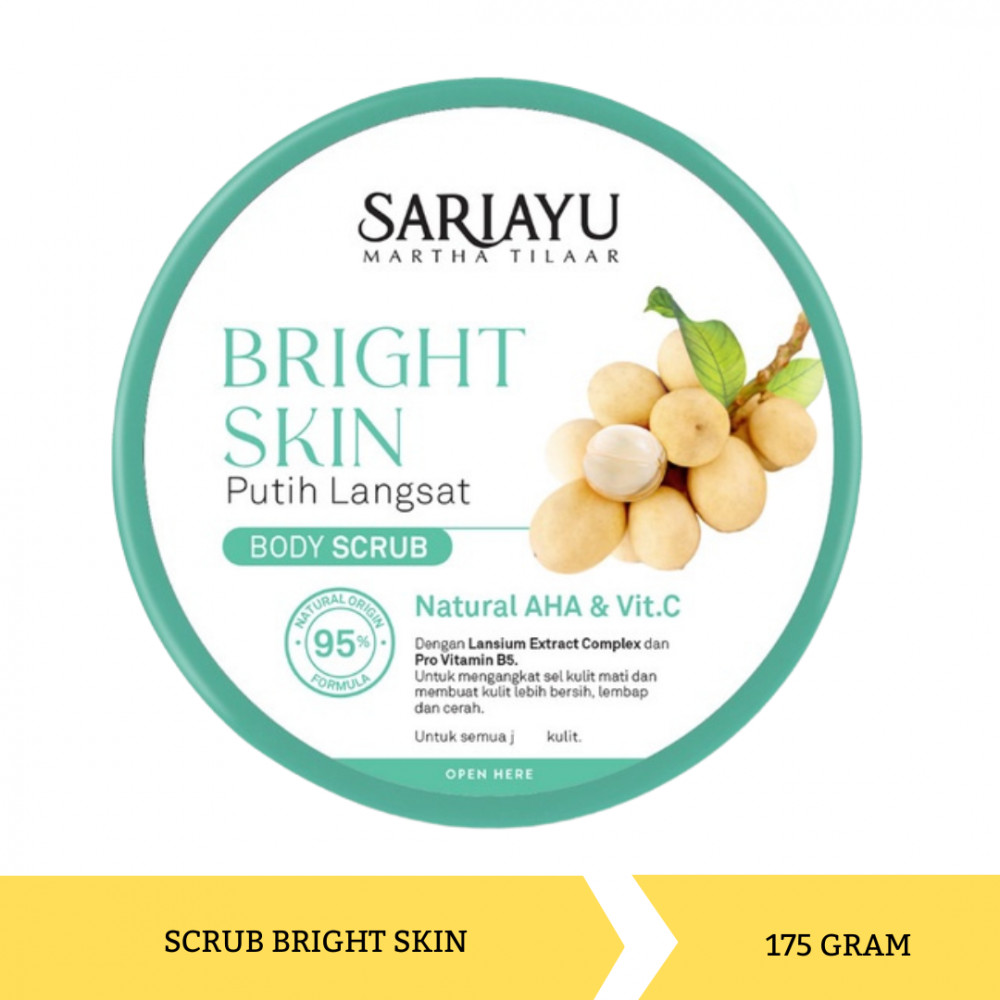 SARIAYU
MARTHA TILAAR
BRIGHT
SKIN
Putih Langsat
BODY SCRUB
NATURAL ORIGIN
95%
FORMULA
Natural AHA & Vit.C
Dengan Lansium Extract Complex dan
Pro Vitamin B5.
Untuk mengangkat sel kulit mati dan
membuat kulit lebih bersih, lembap
dan cerah.
Untuk semua j kulit.
OPEN HERE
SCRUB BRIGHT SKIN
175 GRAM